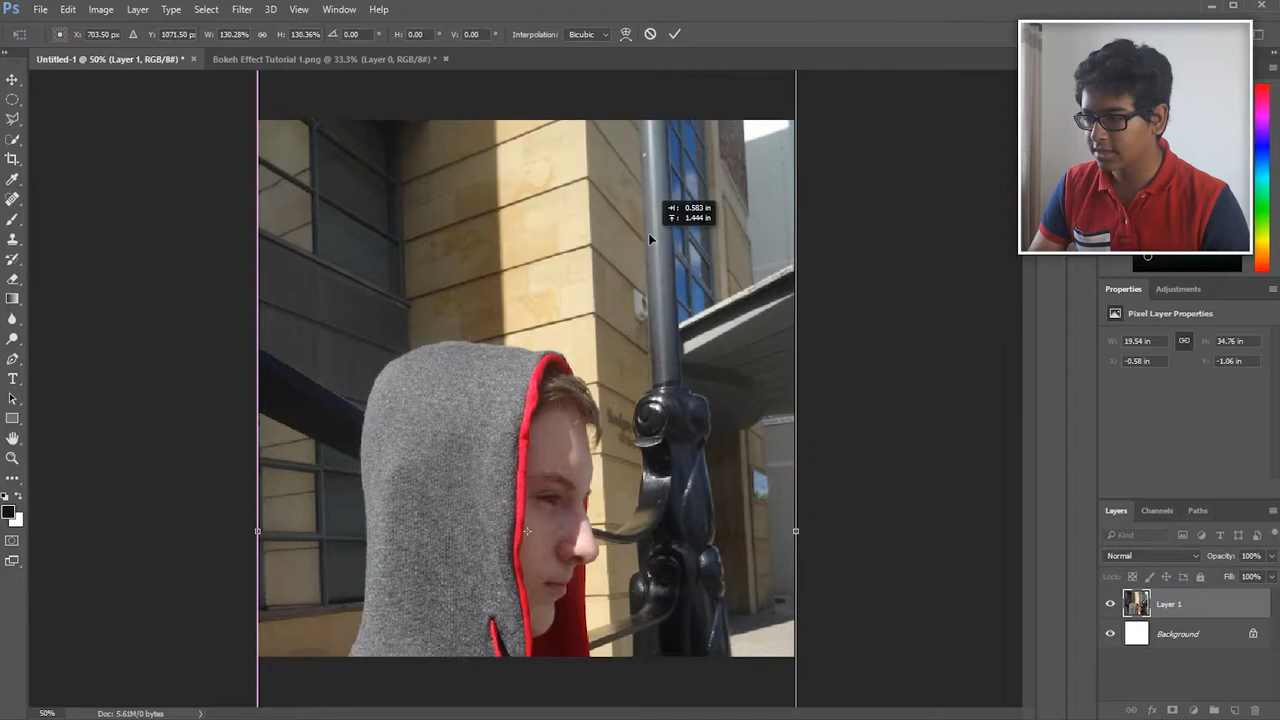 Ps File Edit Image Layer Type Select Filter 3D View Window Help
X: 703.50 px Y: 1071.50 px W: 130.28% H: 130.36% 0.00 ° H: 0.00 ° V: 0.00 ° Interpolation: Bicubic
Untitled-1 @ 50% (Layer 1, RGB/8#) * × Bokeh Effect Tutorial 1.png @ 33.3% (Layer 0, RGB/8#) * ×
0.583 in
1.444 in
Properties Adjustments
Pixel Layer Properties
W: 19.54 in H: 34.76 in
X: -0.58 in Y: -1.06 in
Layers Channels Paths
Kind
Normal Opacity: 100%
Lock: Fill: 100%
Layer 1
Background
50% Doc: 5.61M/0 bytes